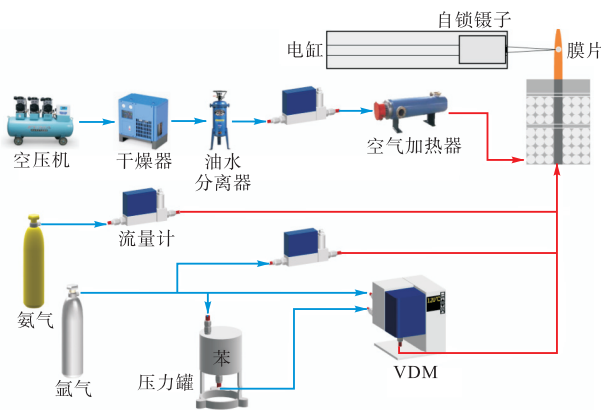 自锁镊子
电缸
膜片
空压机
干燥器
油水
分离器
空气加热器
流量计
氨气
氩气
压力罐
苯
VDM